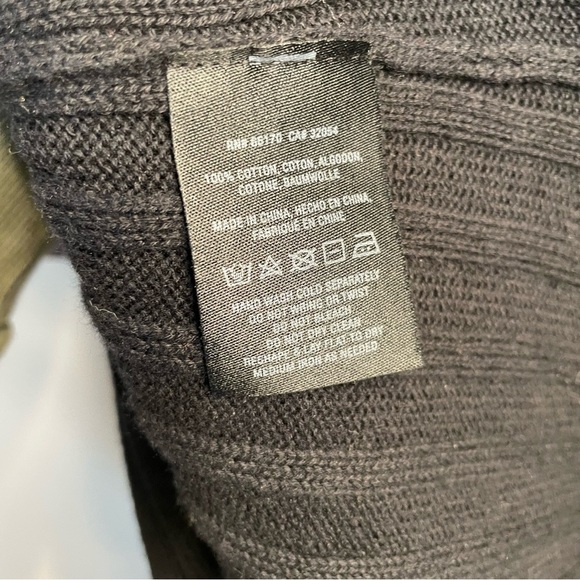 RN# 66170 CA# 32054
100% COTTON, COTON, ALGODON,
COTONE, BAUMWOLLE
MADE IN CHINA, HECHO EN CHINA,
FABRIQUE EN CHINE
HAND WASH COLD SEPARATELY
DO NOT WRING OR TWIST
DO NOT BLEACH
DO NOT DRY CLEAN
RESHAPE & LAY FLAT TO DRY
MEDIUM IRON AS NEEDED